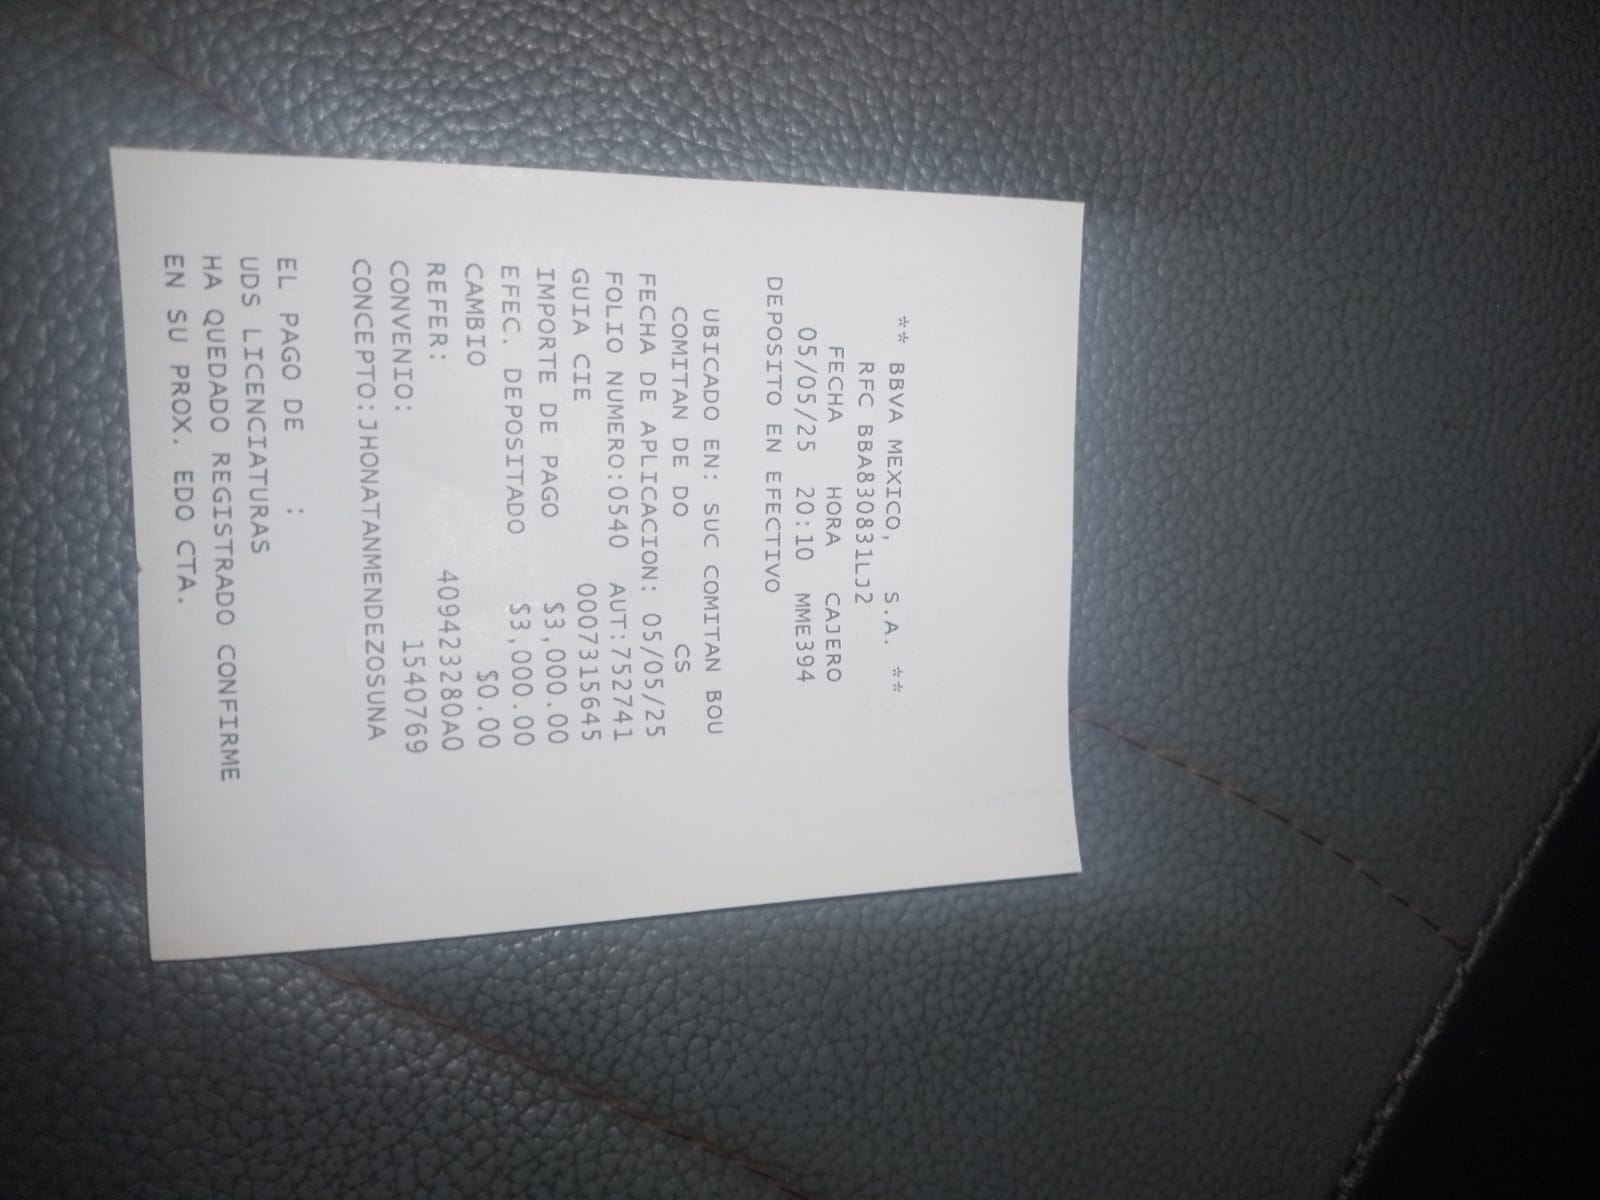 ** BBVA MEXICO, S.A. **
RFC BBA830831LJ2
FECHA HORA CAJERO
05/05/25 20:10 MME394
DEPOSITO EN EFECTIVO
UBICADO EN: SUC COMITAN BOU
COMITAN DE DO CS
FECHA DE APLICACION: 05/05/25
FOLIO NUMERO:0540 AUT:752741
GUIA CIE 0007315645
IMPORTE DE PAGO $3,000.00
EFEC. DEPOSITADO $3,000.00
CAMBIO $0.00
REFER: 409423280A0
CONVENIO: 1540769
CONCEPTO:JHONATANMENDEZOSUNA
EL PAGO DE :
UDS LICENCIATURAS
HA QUEDADO REGISTRADO CONFIRME
EN SU PROX. EDO CTA.